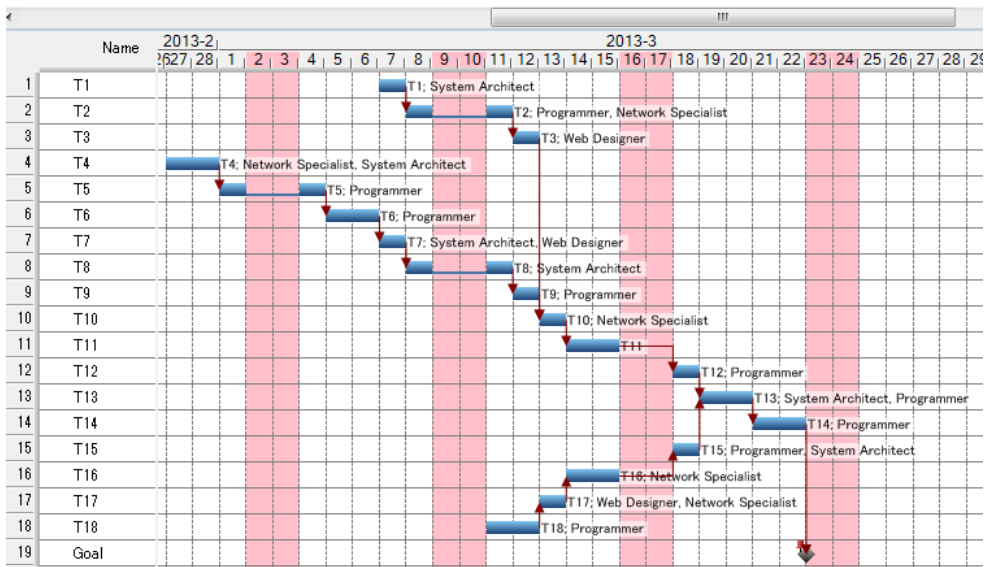 Name 2013-2 2013-3
26 27 28 1 2 3 4 5 6 7 8 9 10 11 12 13 14 15 16 17 18 19 20 21 22 23 24 25 26 27 28 29
1 T1 T1; System Architect
2 T2 T2; Programmer, Network Specialist
3 T3 T3; Web Designer
4 T4 T4; Network Specialist, System Architect
5 T5 T5; Programmer
6 T6 T6; Programmer
7 T7 T7; System Architect, Web Designer
8 T8 T8; System Architect
9 T9 T9; Programmer
10 T10 T10; Network Specialist
11 T11 T11
12 T12 T12; Programmer
13 T13 T13; System Architect, Programmer
14 T14 T14; Programmer
15 T15 T15; Programmer, System Architect
16 T16 T16; Network Specialist
17 T17 T17; Web Designer, Network Specialist
18 T18 T18; Programmer
19 Goal